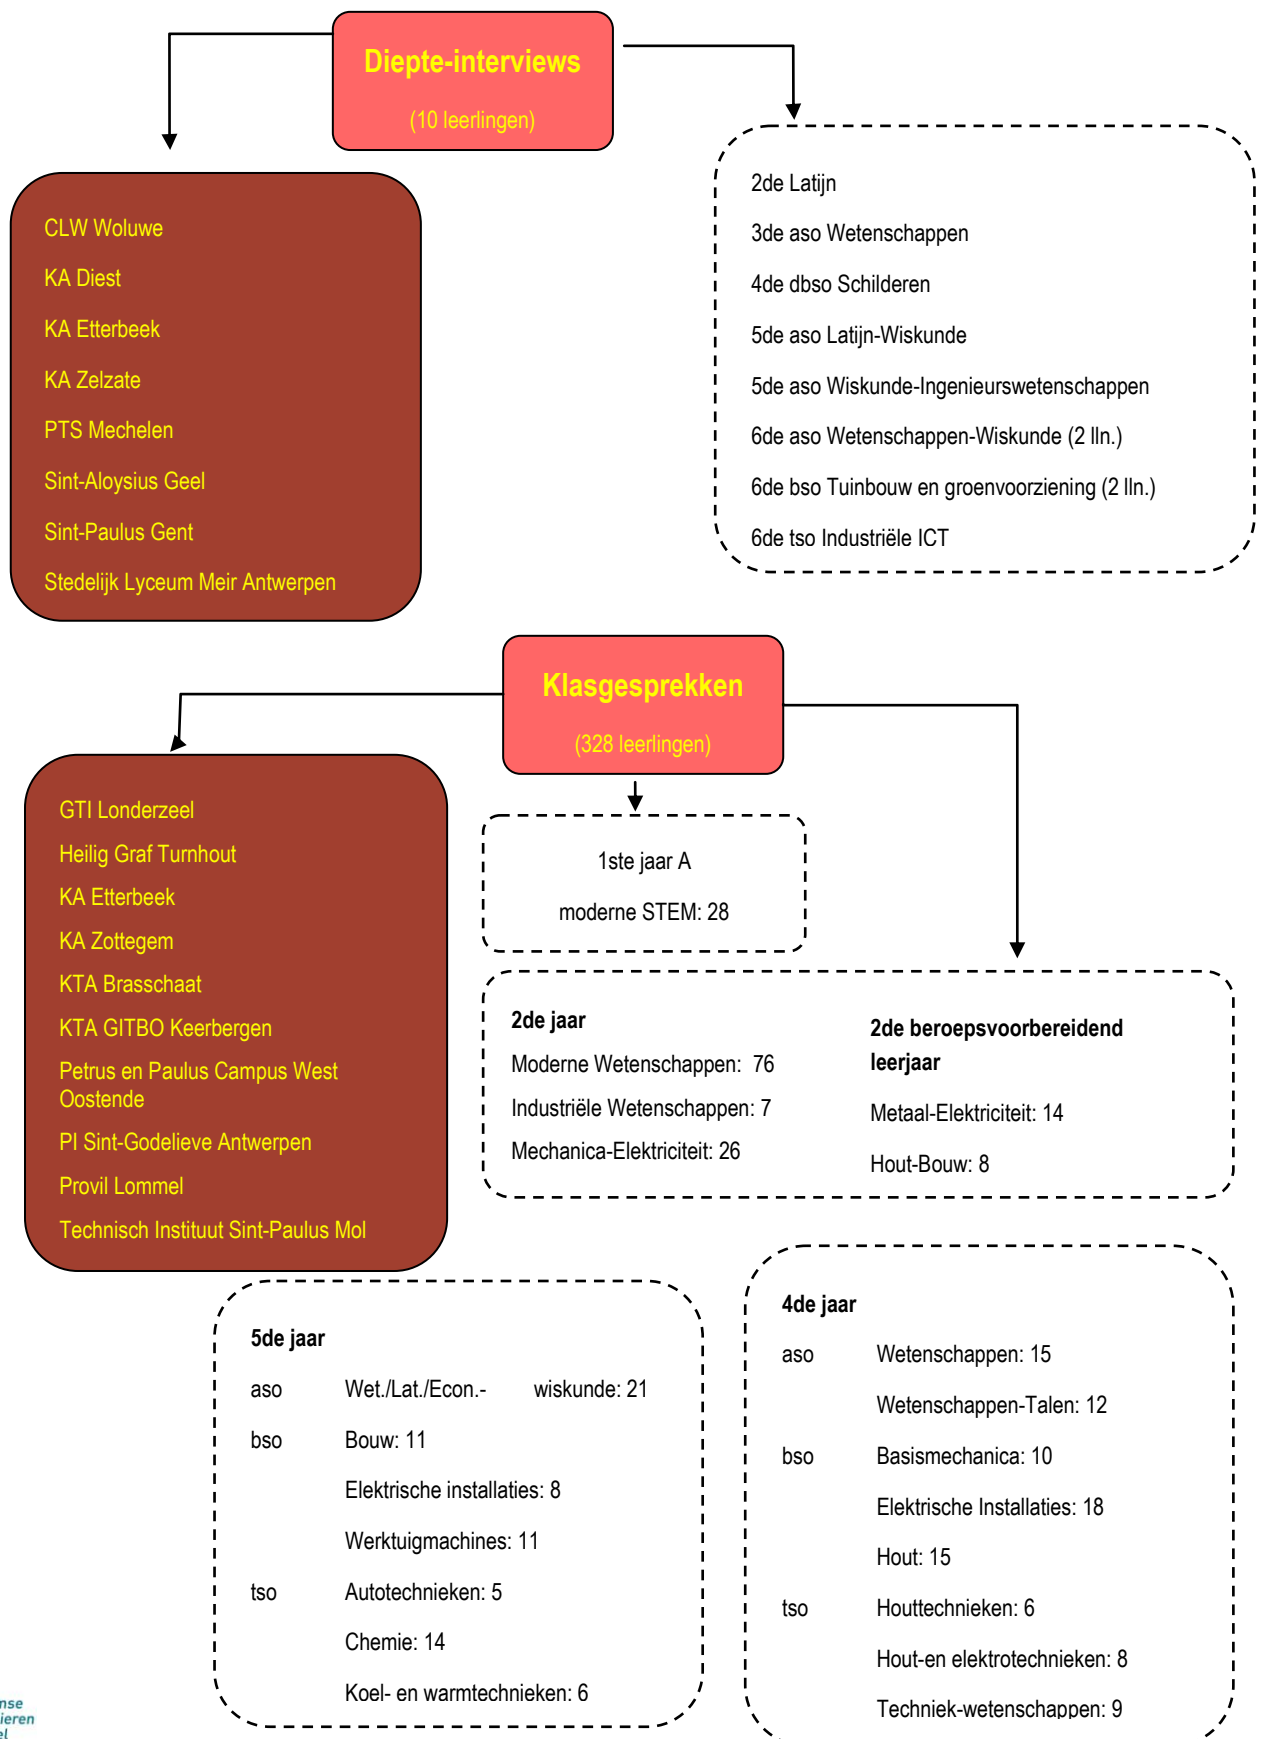 Diepte-interviews
(10 leerlingen)
CLW Woluwe
KA Diest
KA Etterbeek
KA Zelzate
PTS Mechelen
Sint-Aloysius Geel
Sint-Paulus Gent
Stedelijk Lyceum Meir Antwerpen
2de Latijn
3de aso Wetenschappen
4de dbso Schilderen
5de aso Latijn-Wiskunde
5de aso Wiskunde-Ingenieurswetenschappen
6de aso Wetenschappen-Wiskunde (2 lln.)
6de bso Tuinbouw en groenvoorziening (2 lln.)
6de tso Industriële ICT
Klasgesprekken
(328 leerlingen)
GTI Londerzeel
Heilig Graf Turnhout
KA Etterbeek
KA Zottegem
KTA Brasschaat
KTA GITBO Keerbergen
Petrus en Paulus Campus West
Oostende
PI Sint-Godelieve Antwerpen
Provil Lommel
Technisch Instituut Sint-Paulus Mol
1ste jaar A
moderne STEM: 28
2de jaar
Moderne Wetenschappen: 76
Industriële Wetenschappen: 7
Mechanica-Elektriciteit: 26
2de beroepsvoorbereidend
leerjaar
Metaal-Elektriciteit: 14
Hout-Bouw: 8
5de jaar
aso Wet./Lat./Econ.- wiskunde: 21
bso Bouw: 11
Elektrische installaties: 8
Werktuigmachines: 11
tso Autotechnieken: 5
Chemie: 14
Koel- en warmtechnieken: 6
4de jaar
aso Wetenschappen: 15
Wetenschappen-Talen: 12
bso Basismechanica: 10
Elektrische Installaties: 18
Hout: 15
tso Houttechnieken: 6
Hout-en elektrotechnieken: 8
Techniek-wetenschappen: 9